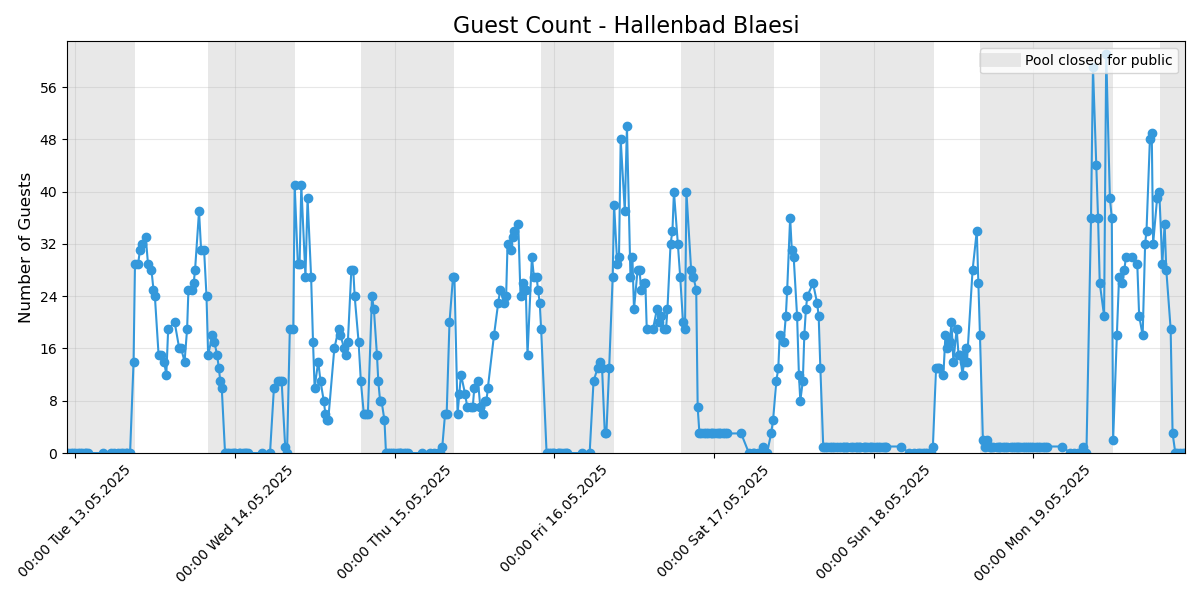 Guest Count - Hallenbad Blaesi
Pool closed for public
Number of Guests
56
48
40
32
24
16
8
0
00:00 Tue 13.05.2025
00:00 Wed 14.05.2025
00:00 Thu 15.05.2025
00:00 Fri 16.05.2025
00:00 Sat 17.05.2025
00:00 Sun 18.05.2025
00:00 Mon 19.05.2025